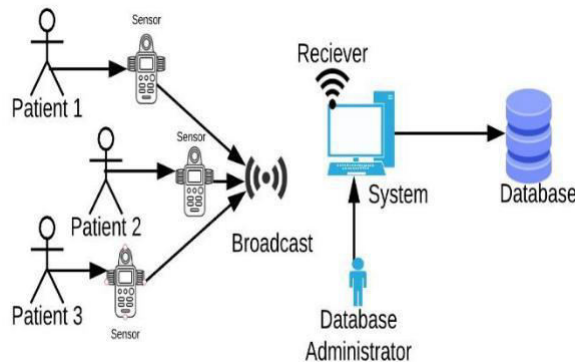 Sensor
Patient 1
Sensor
Patient 2
Sensor
Patient 3
Broadcast
Reciever
System
Database
Database
Administrator